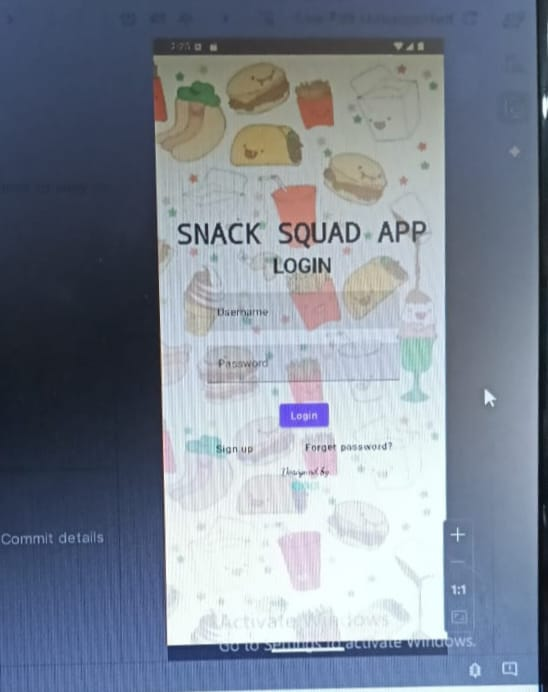 SNACK SQUAD APP
LOGIN
Username
Password
Login
Sign up
Forget password?
Designed by
Commit details
1:1
Activate Windows
Go to Settings to activate Windows.